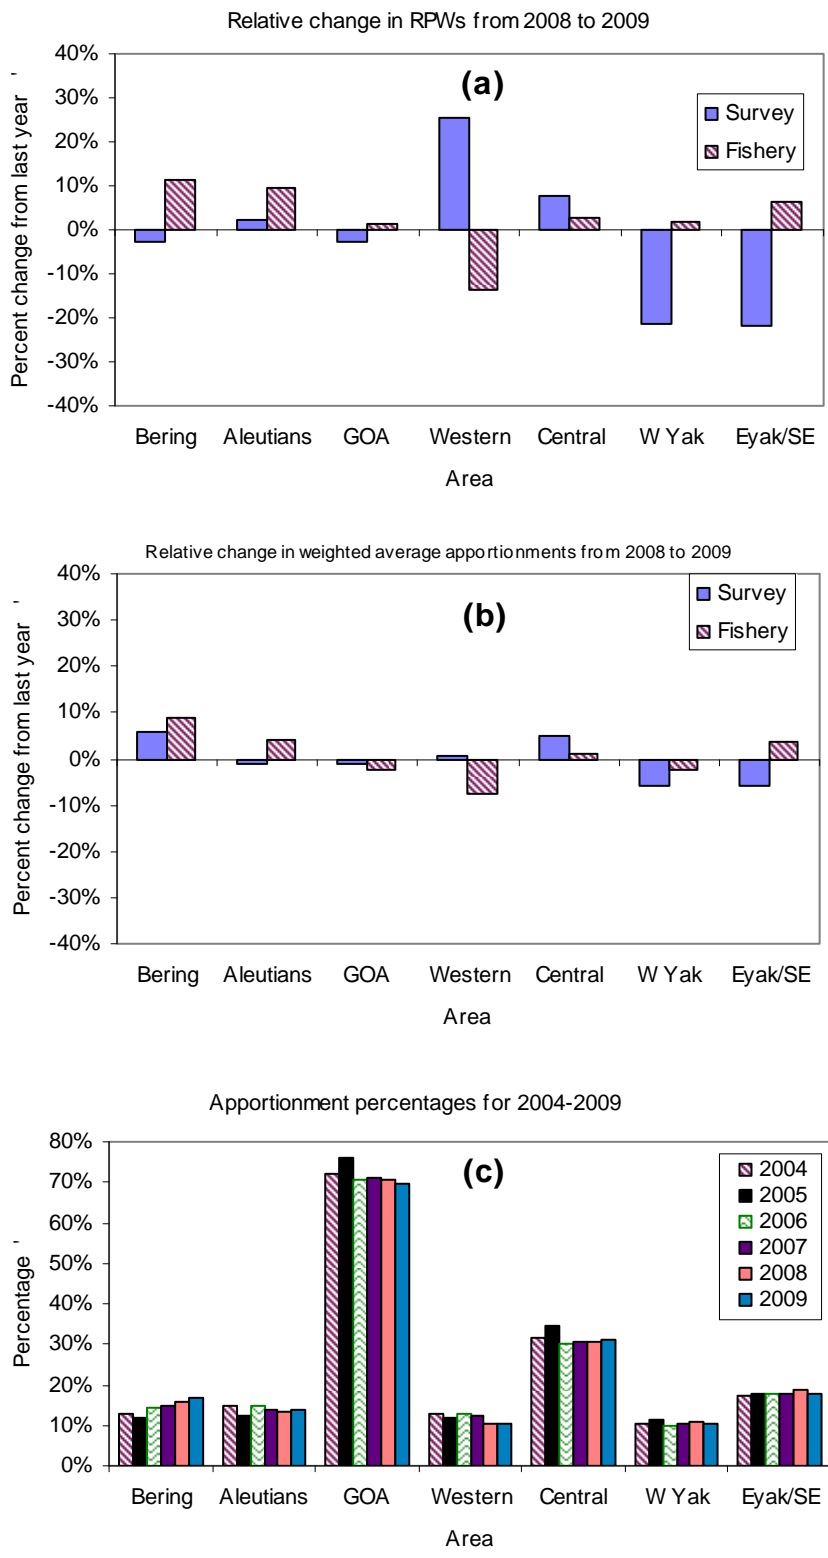 Relative change in RPWs from 2008 to 2009
(a)
Survey
Fishery
Percent change from last year '
40%
30%
20%
10%
0%
-10%
-20%
-30%
-40%
Bering Aleutians GOA Western Central W Yak Eyak/SE
Area
Relative change in weighted average apportionments from 2008 to 2009
(b)
Survey
Fishery
Percent change from last year '
40%
30%
20%
10%
0%
-10%
-20%
-30%
-40%
Bering Aleutians GOA Western Central W Yak Eyak/SE
Area
Apportionment percentages for 2004-2009
(c)
2004
2005
2006
2007
2008
2009
Percentage '
80%
70%
60%
50%
40%
30%
20%
10%
0%
Bering Aleutians GOA Western Central W Yak Eyak/SE
Area